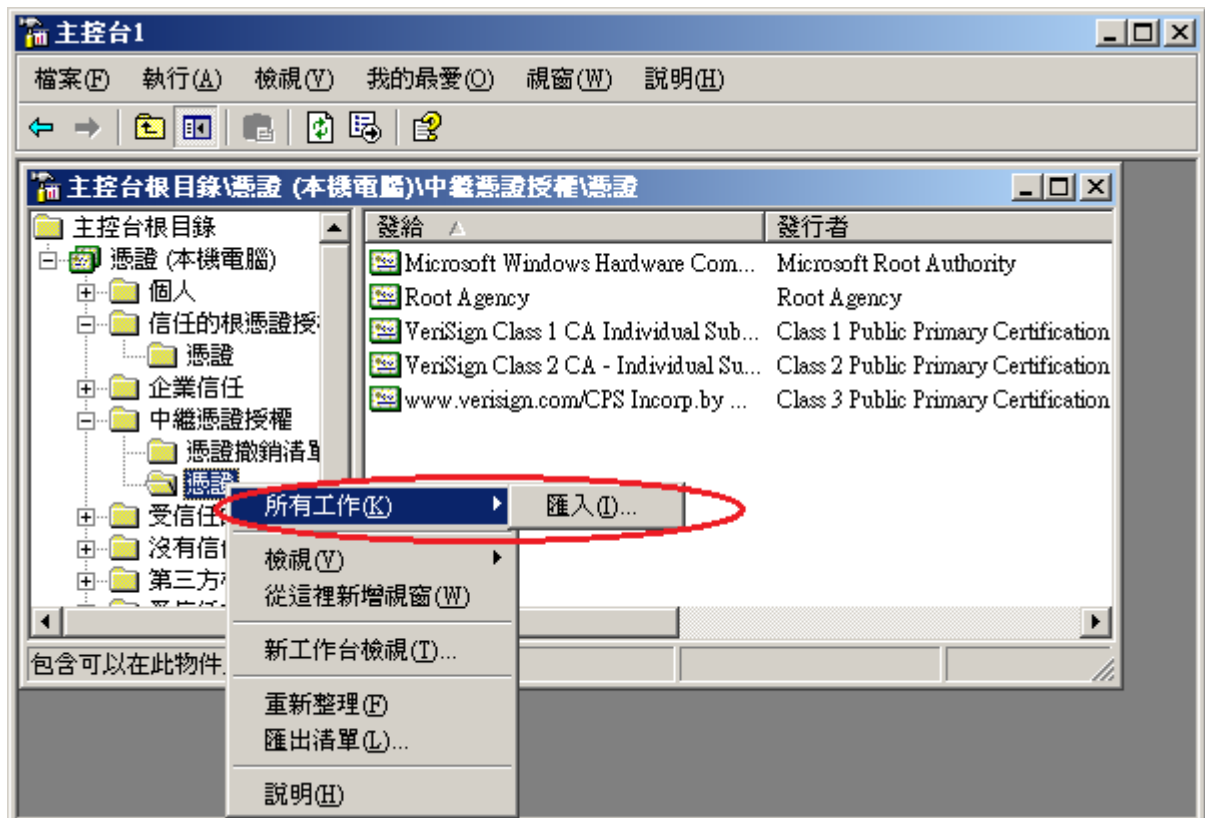 主控台1
檔案(F) 執行(A) 檢視(V) 我的最愛(O) 視窗(W) 說明(H)
主控台根目錄\憑證 (本機電腦)\中繼憑證授權\憑證
主控台根目錄
憑證 (本機電腦)
個人
信任的根憑證授
憑證
企業信任
中繼憑證授權
憑證撤銷清單
憑證
受信任
沒有信
第三方
發給 發行者
Microsoft Windows Hardware Com... Microsoft Root Authority
Root Agency Root Agency
VeriSign Class 1 CA Individual Sub... Class 1 Public Primary Certification
VeriSign Class 2 CA - Individual Su... Class 2 Public Primary Certification
www.verisign.com/CPS Incorp.by ... Class 3 Public Primary Certification
所有工作(K) 匯入(I)...
檢視(V)
從這裡新增視窗(W)
新工作台檢視(T)...
重新整理(F)
匯出清單(L)...
說明(H)
包含可以在此物件